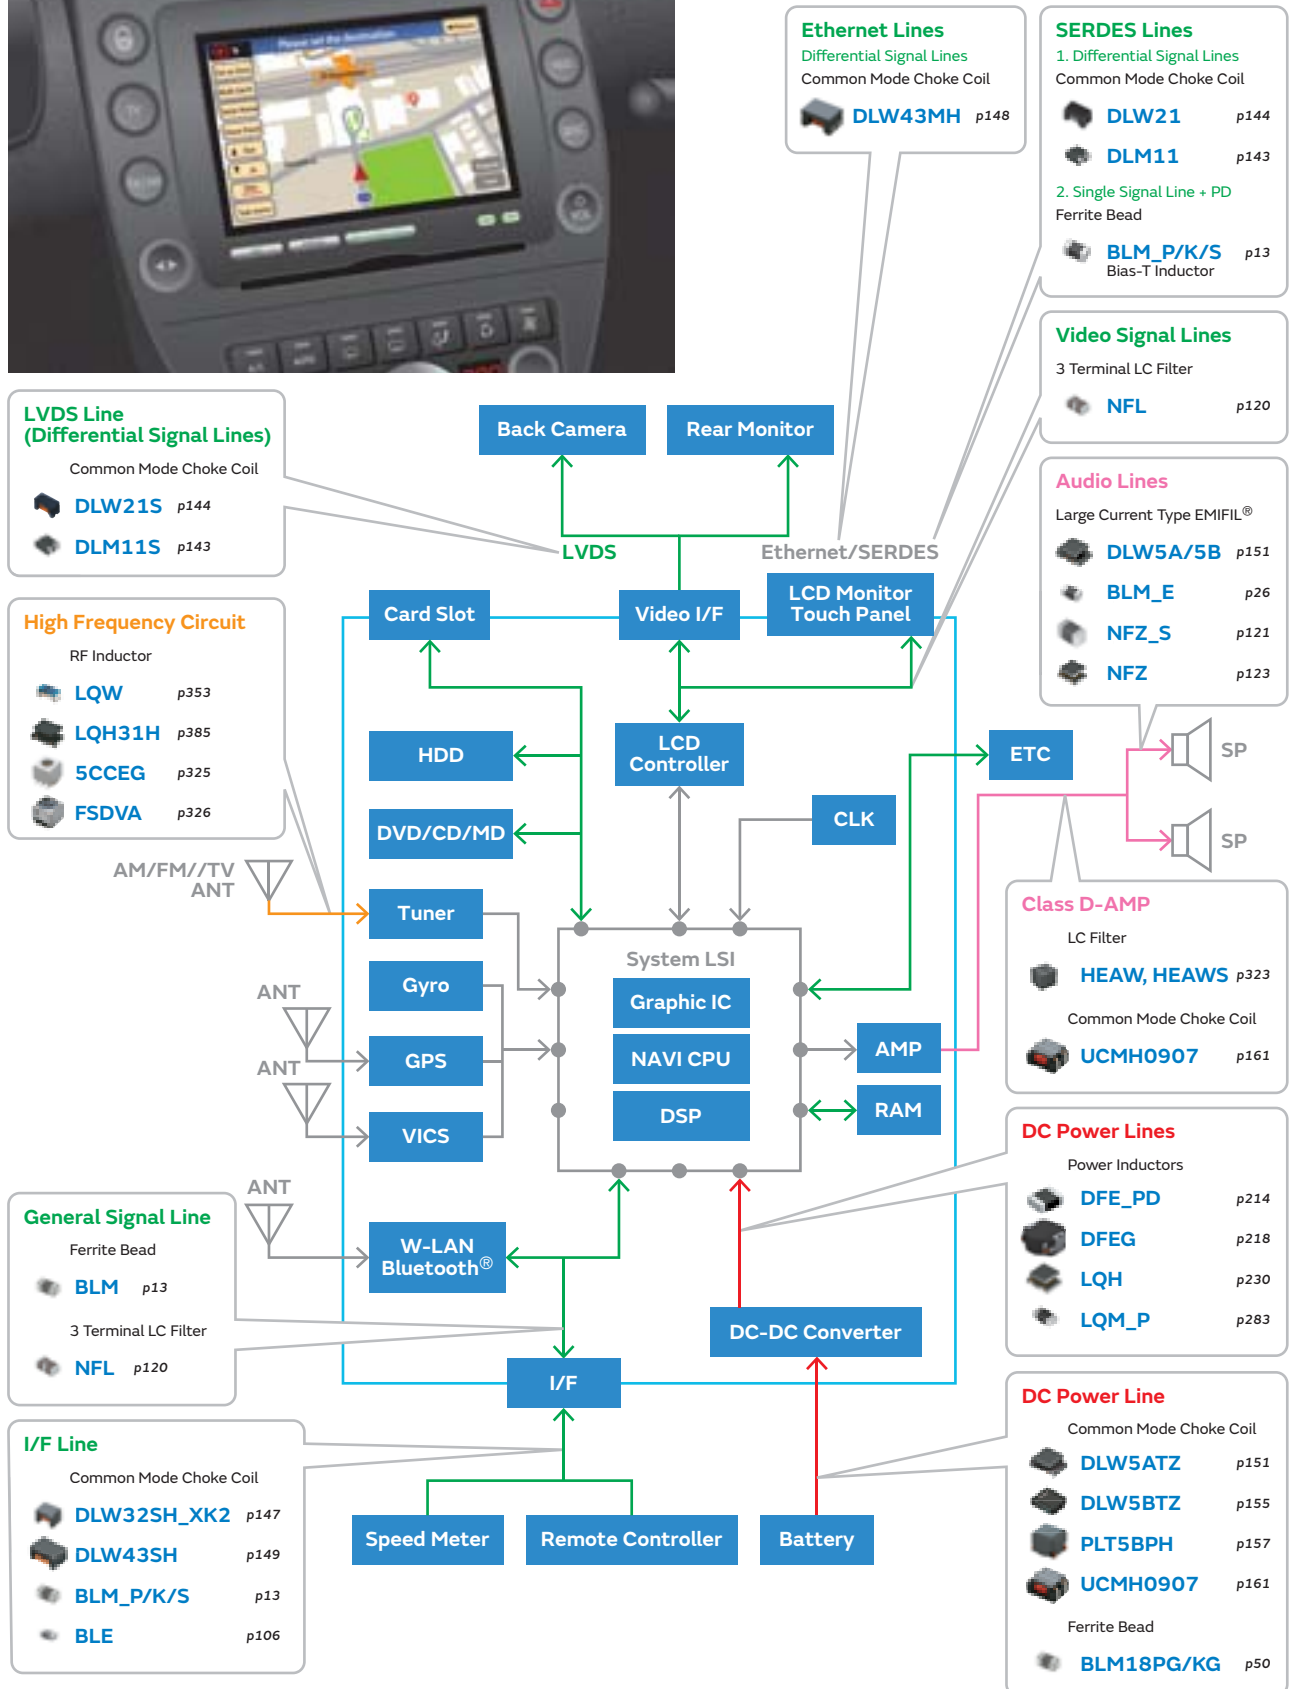 Please set the destination
VOL
Ethernet Lines
Differential Signal Lines
Common Mode Choke Coil
DLW43MH p148
SERDES Lines
1. Differential Signal Lines
Common Mode Choke Coil
DLW21 p144
DLM11 p143
2. Single Signal Line + PD
Ferrite Bead
BLM_P/K/S p13
Bias-T Inductor
Video Signal Lines
3 Terminal LC Filter
NFL p120
LVDS Line
(Differential Signal Lines)
Common Mode Choke Coil
DLW21S p144
DLM11S p143
Back Camera
Rear Monitor
LVDS
Ethernet/SERDES
Audio Lines
Large Current Type EMIFIL®
DLW5A/5B p151
BLM_E p26
NFZ_S p121
NFZ p123
High Frequency Circuit
RF Inductor
LQW p353
LQH31H p385
5CCEG p325
FSDVA p326
Card Slot
Video I/F
LCD Monitor
Touch Panel
HDD
LCD
Controller
ETC
SP
DVD/CD/MD
CLK
SP
AM/FM//TV
ANT
Tuner
Class D-AMP
LC Filter
HEAW, HEAWS p323
Common Mode Choke Coil
UCMH0907 p161
System LSI
Graphic IC
NAVI CPU
DSP
Gyro
ANT
GPS
ANT
VICS
AMP
RAM
DC Power Lines
Power Inductors
DFE_PD p214
DFEG p218
LQH p230
LQM_P p283
General Signal Line
Ferrite Bead
BLM p13
3 Terminal LC Filter
NFL p120
ANT
W-LAN
Bluetooth®
DC-DC Converter
I/F
DC Power Line
Common Mode Choke Coil
DLW5ATZ p151
DLW5BTZ p155
PLT5BPH p157
UCMH0907 p161
Ferrite Bead
BLM18PG/KG p50
I/F Line
Common Mode Choke Coil
DLW32SH_XK2 p147
DLW43SH p149
BLM_P/K/S p13
BLE p106
Speed Meter
Remote Controller
Battery